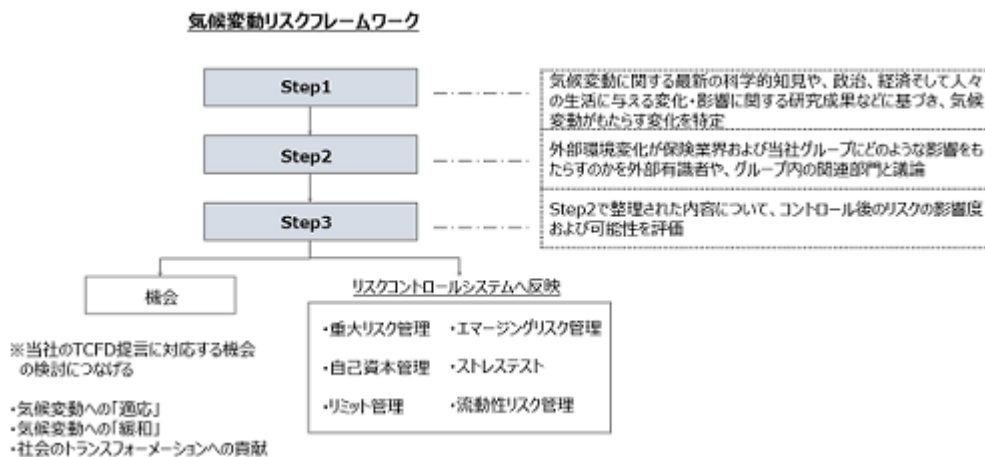 気候変動リスクフレームワーク
Step1
気候変動に関する最新の科学的知見や、政治、経済そして人々
の生活に与える変化・影響に関する研究成果などに基づき、気候
変動がもたらす変化を特定
Step2
外部環境変化が保険業界および当社グループにどのような影響をも
たらすのかを外部有識者や、グループ内の関連部門と議論
Step3
Step2で整理された内容について、コントロール後のリスクの影響度
および可能性を評価
機会
※当社のTCFD提言に対応する機会
の検討につなげる
・気候変動への「適応」
・気候変動への「緩和」
・社会のトランスフォーメーションへの貢献
リスクコントロールシステムへ反映
・重大リスク管理
・エマージングリスク管理
・自己資本管理
・ストレステスト
・リミット管理
・流動性リスク管理